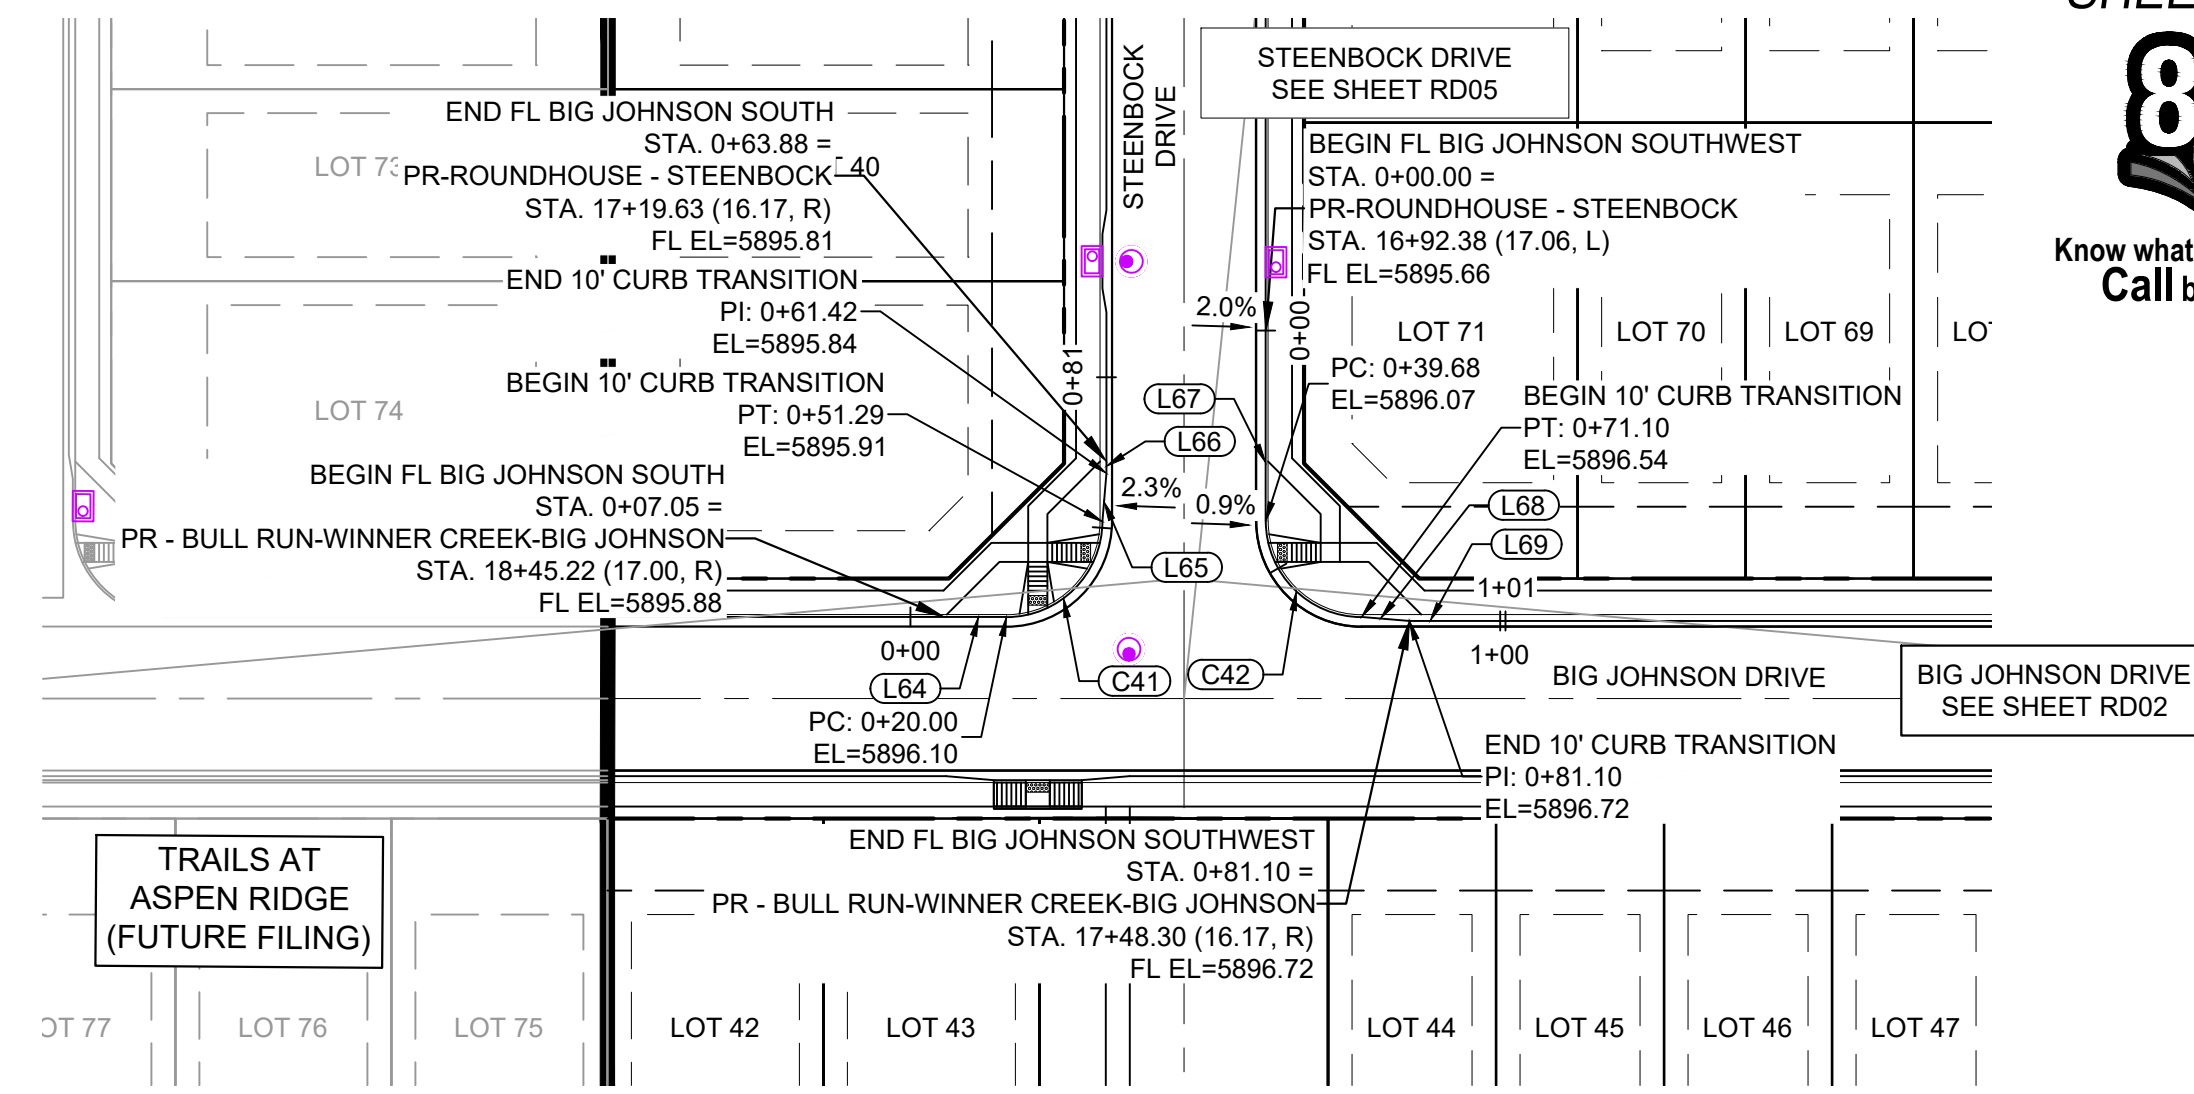 STEENBOCK
DRIVE
STEENBOCK DRIVE
SEE SHEET RD05
8
Know what
Call b
END FL BIG JOHNSON SOUTH
STA. 0+63.88 =
PR-ROUNDHOUSE - STEENBOCK
STA. 17+19.63 (16.17, R)
FL EL=5895.81
40
LOT 73
BEGIN FL BIG JOHNSON SOUTHWEST
STA. 0+00.00 =
PR-ROUNDHOUSE - STEENBOCK
STA. 16+92.38 (17.06, L)
FL EL=5895.66
END 10' CURB TRANSITION
PI: 0+61.42
EL=5895.84
2.0%
0+00
0+81
LOT 71
LOT 70
LOT 69
LOT
BEGIN 10' CURB TRANSITION
PT: 0+51.29
EL=5895.91
LOT 74
L67
L66
PC: 0+39.68
EL=5896.07
BEGIN 10' CURB TRANSITION
PT: 0+71.10
EL=5896.54
BEGIN FL BIG JOHNSON SOUTH
STA. 0+07.05 =
PR - BULL RUN-WINNER CREEK-BIG JOHNSON
STA. 18+45.22 (17.00, R)
FL EL=5895.88
2.3%
0.9%
L68
L69
L65
1+01
0+00
1+00
L64
C41
C42
PC: 0+20.00
EL=5896.10
BIG JOHNSON DRIVE
BIG JOHNSON DRIVE
SEE SHEET RD02
END 10' CURB TRANSITION
PI: 0+81.10
EL=5896.72
END FL BIG JOHNSON SOUTHWEST
STA. 0+81.10 =
PR - BULL RUN-WINNER CREEK-BIG JOHNSON
STA. 17+48.30 (16.17, R)
FL EL=5896.72
TRAILS AT
ASPEN RIDGE
(FUTURE FILING)
OT 77
LOT 76
LOT 75
LOT 42
LOT 43
LOT 44
LOT 45
LOT 46
LOT 47